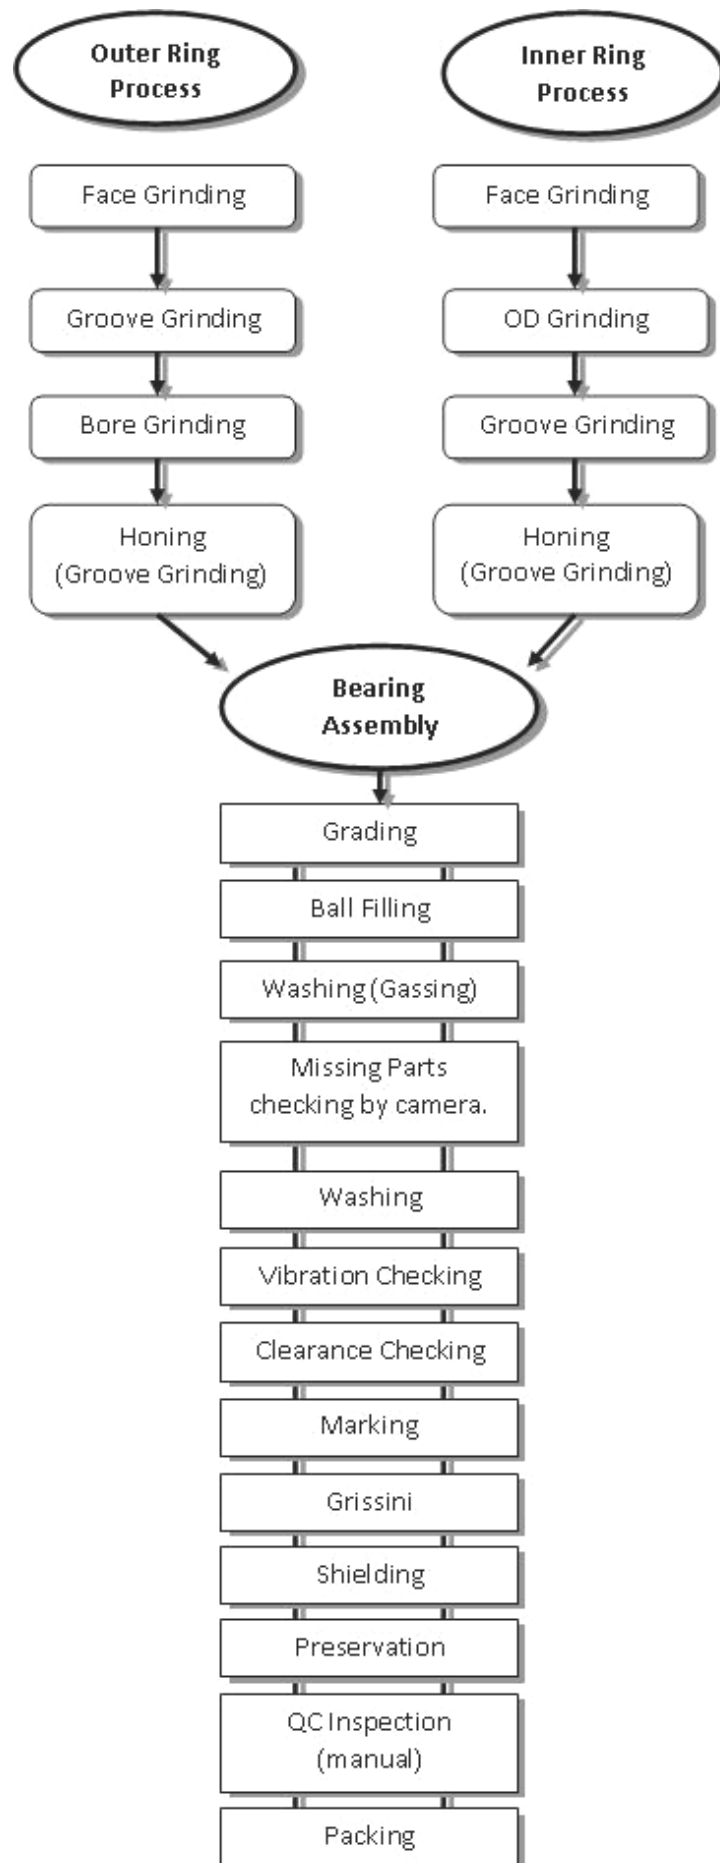 Outer Ring
Process
Inner Ring
Process
Face Grinding
Groove Grinding
Bore Grinding
Honing
(Groove Grinding)
Face Grinding
OD Grinding
Groove Grinding
Honing
(Groove Grinding)
Bearing
Assembly
Grading
Ball Filling
Washing (Gassing)
Missing Parts
checking by camera.
Washing
Vibration Checking
Clearance Checking
Marking
Grissini
Shielding
Preservation
QC Inspection
(manual)
Packing